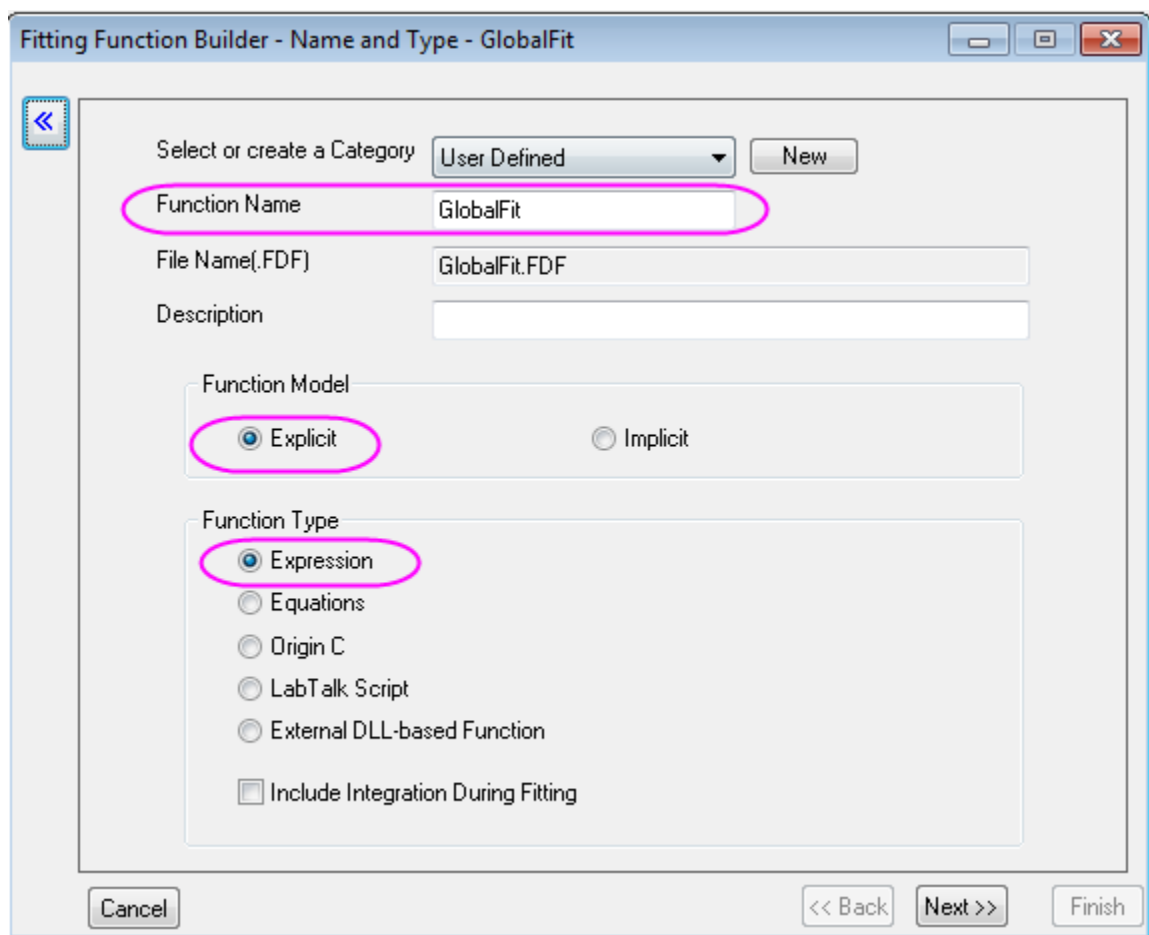 Fitting Function Builder - Name and Type - GlobalFit
«
Select or create a Category User Defined New
Function Name GlobalFit
File Name(.FDF) GlobalFit.FDF
Description
Function Model
Explicit Implicit
Function Type
Expression
Equations
Origin C
LabTalk Script
External DLL-based Function
Include Integration During Fitting
Cancel << Back Next >> Finish